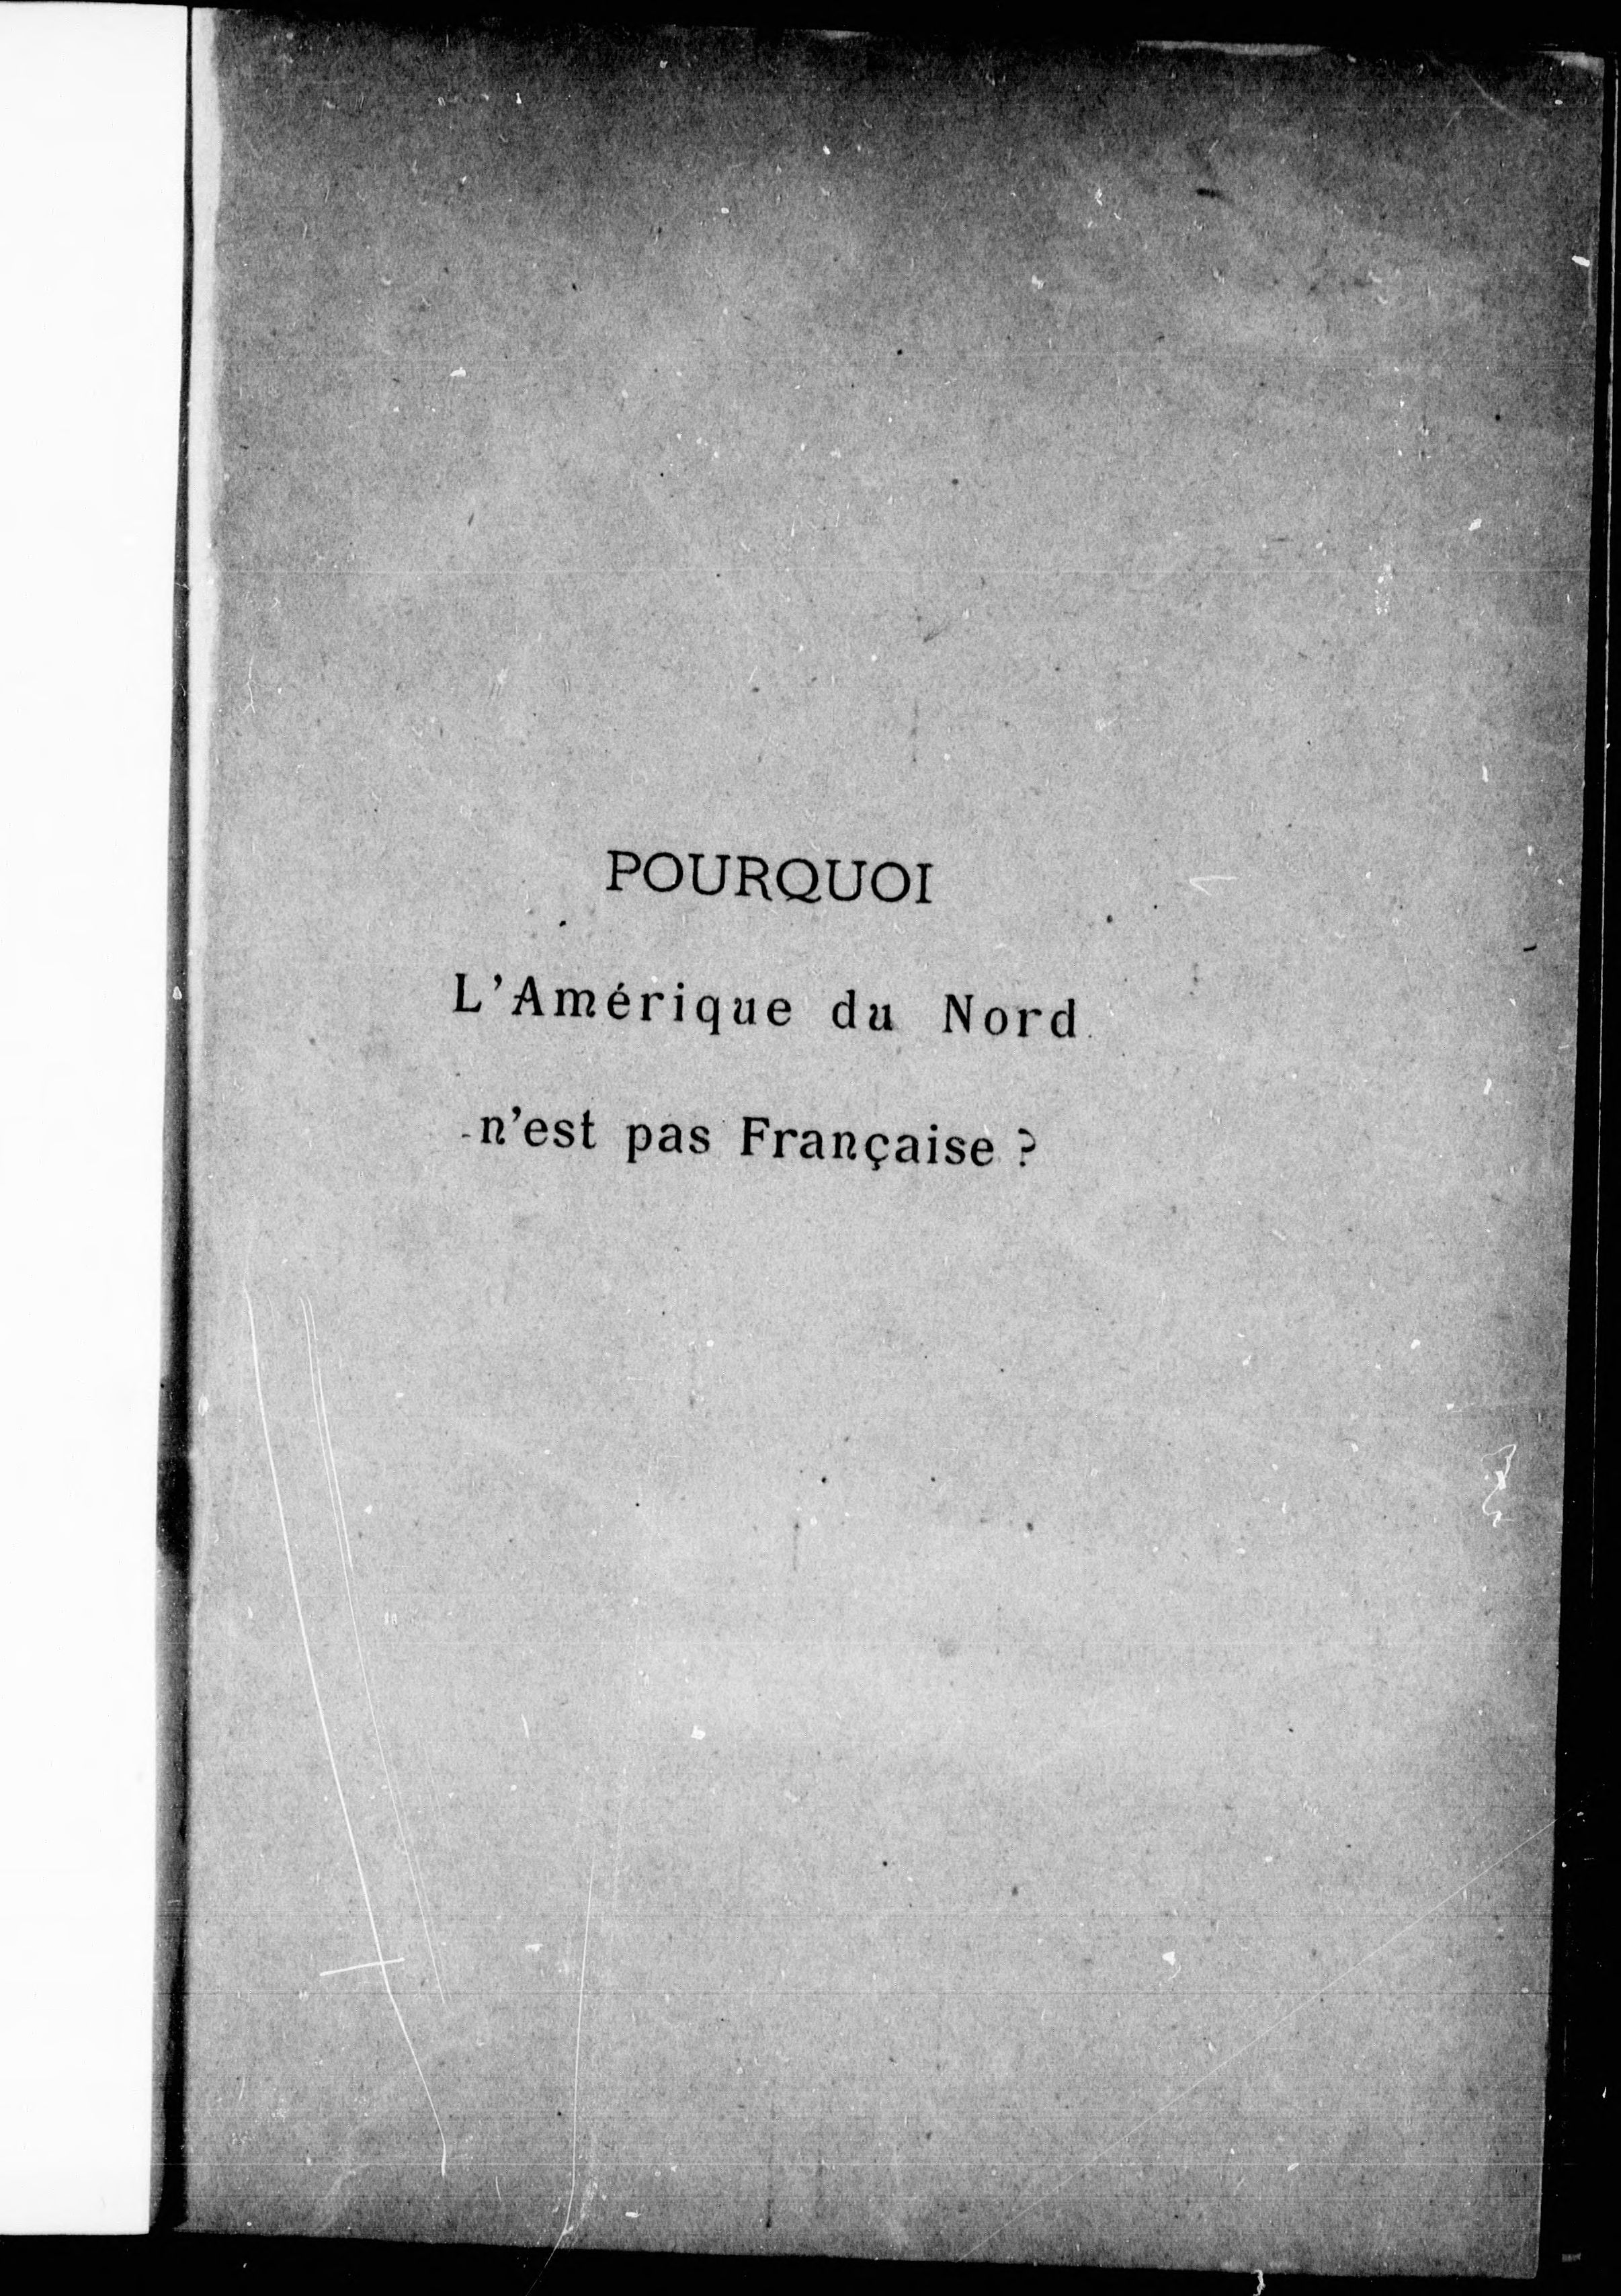 POURQUOI
L'Amérique du Nord
n'est pas Française ?